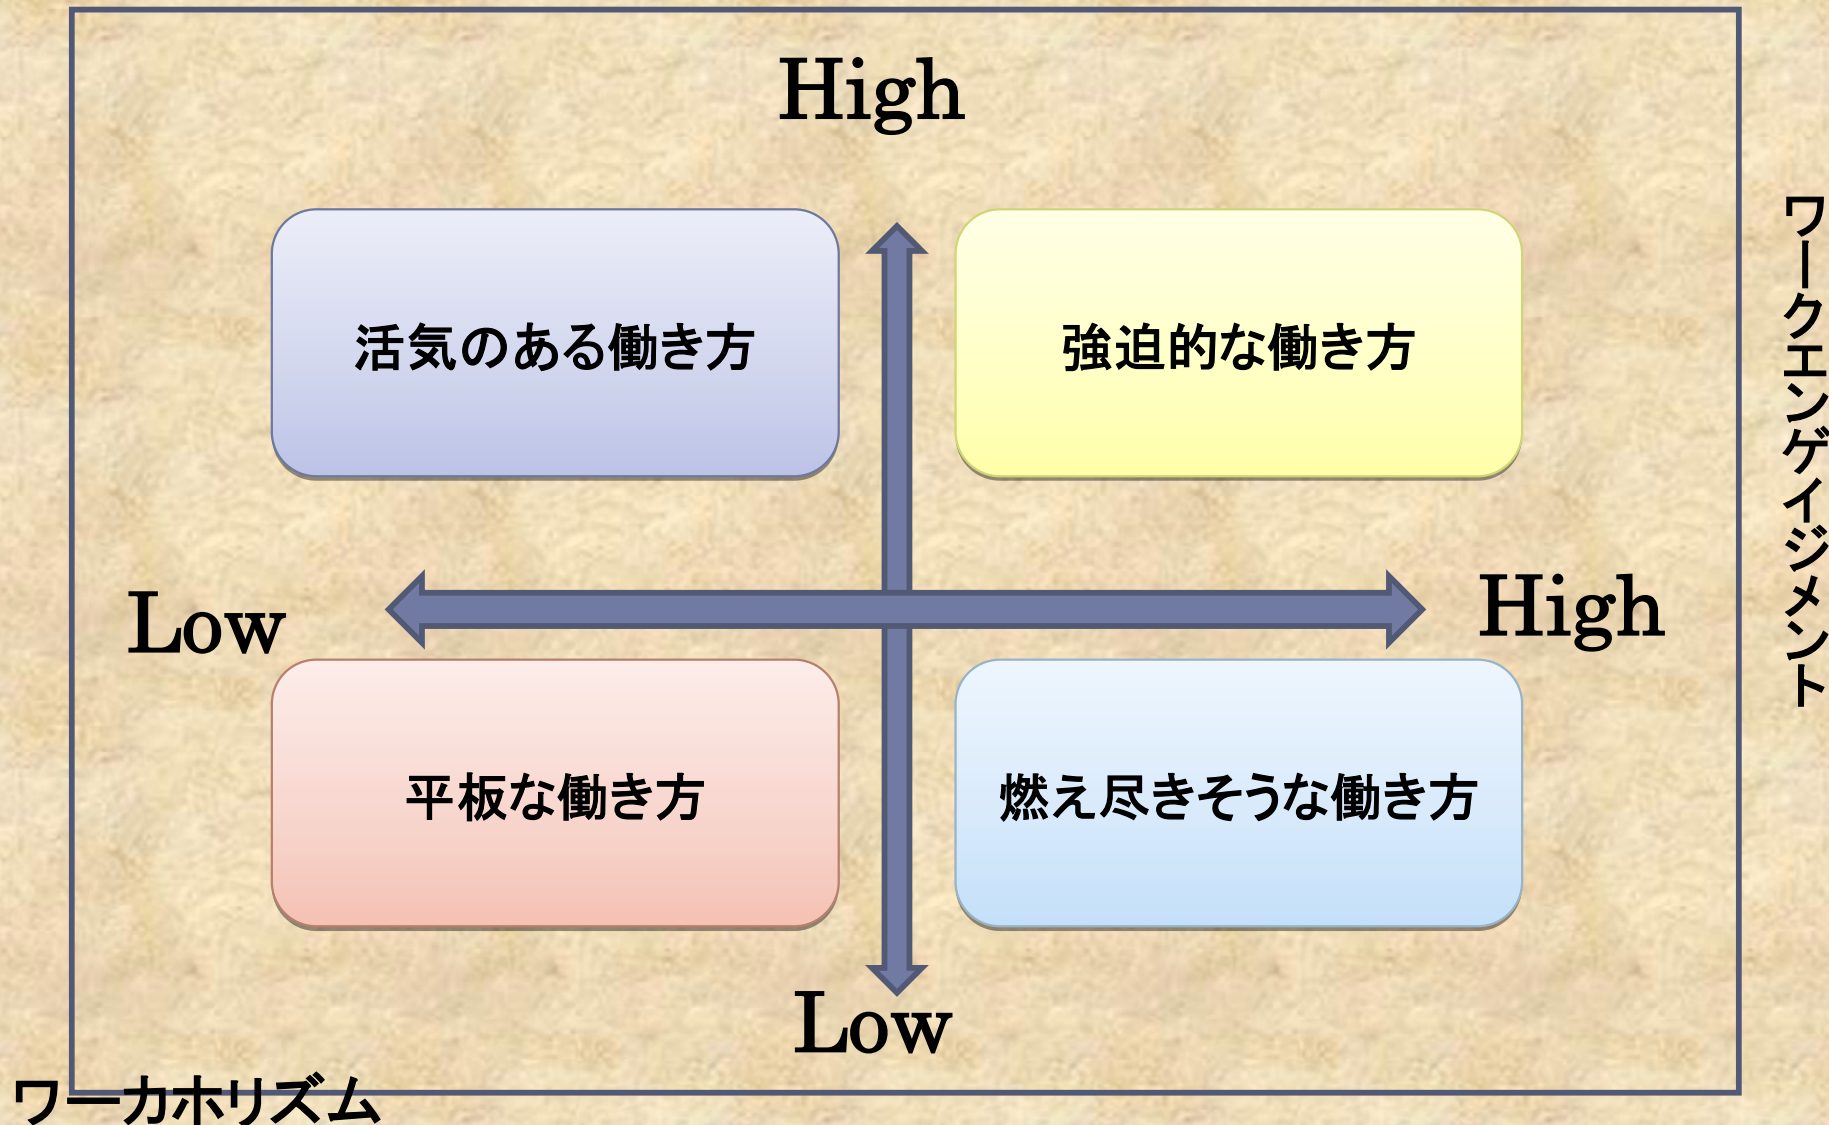 High
活気のある働き方
強迫的な働き方
ワークエンゲイジメント
Low
High
平板な働き方
燃え尽きそうな働き方
Low
ワーカホリズム